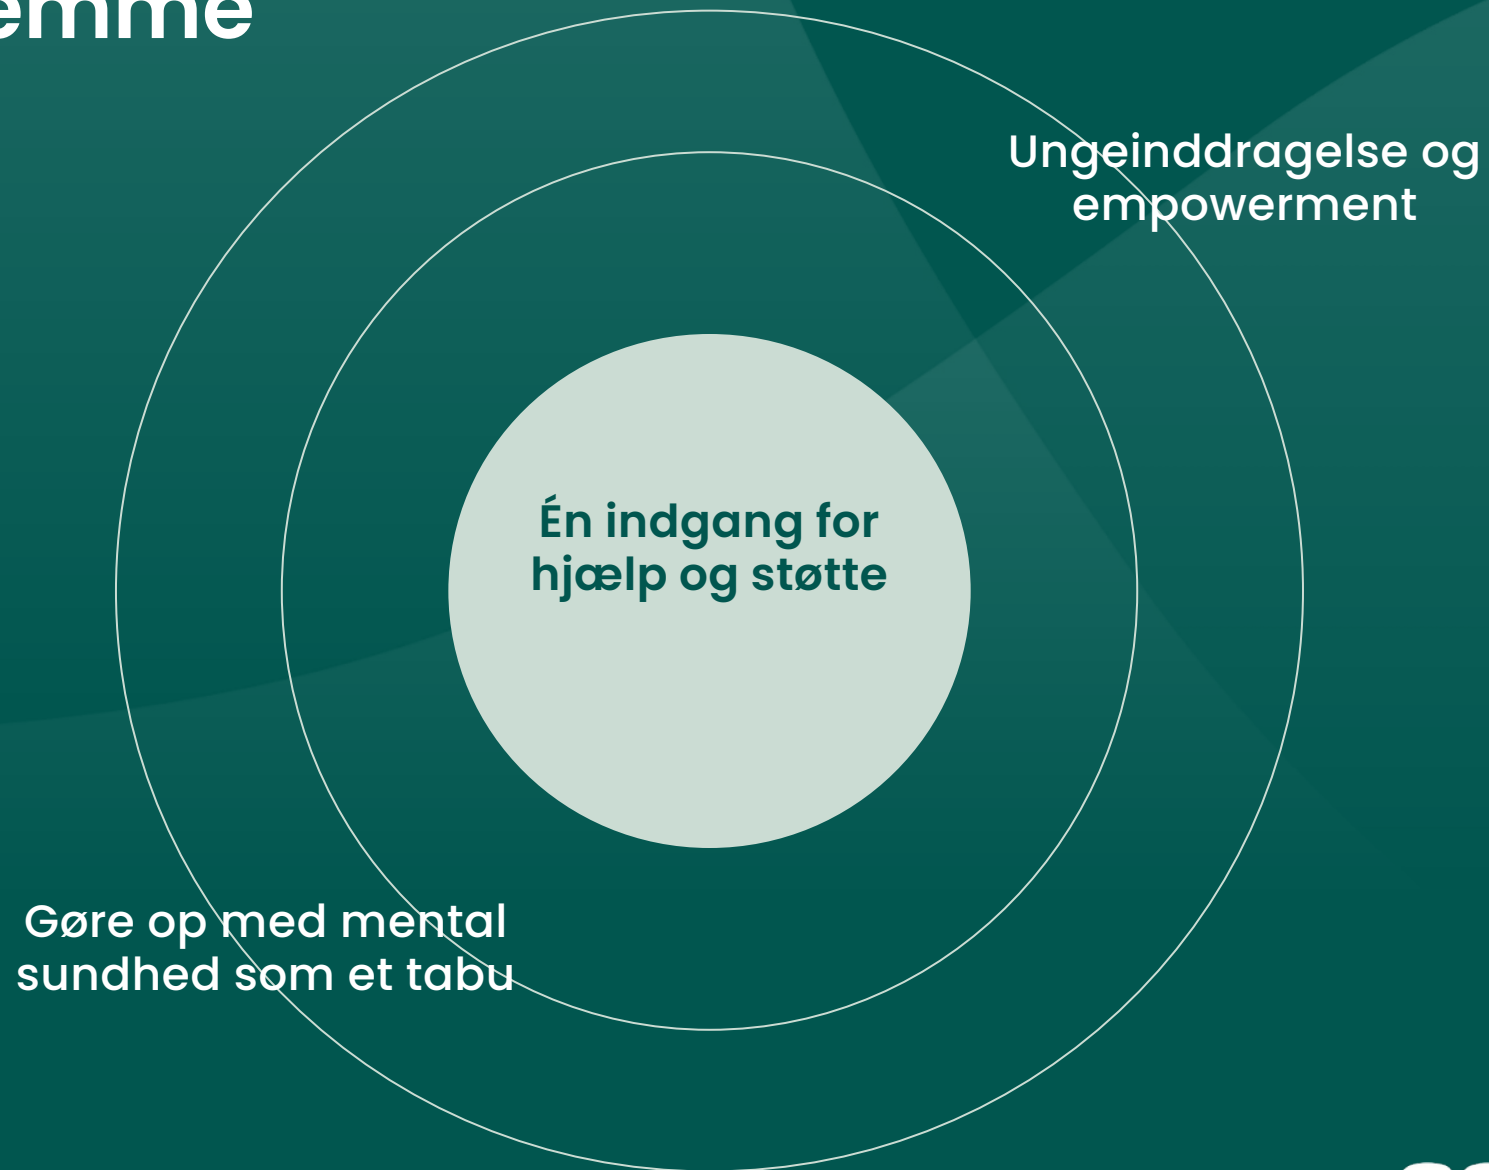 emme
Ungeinddragelse og
empowerment
Én indgang for
hjælp og støtte
Gøre op med mental
sundhed som et tabu